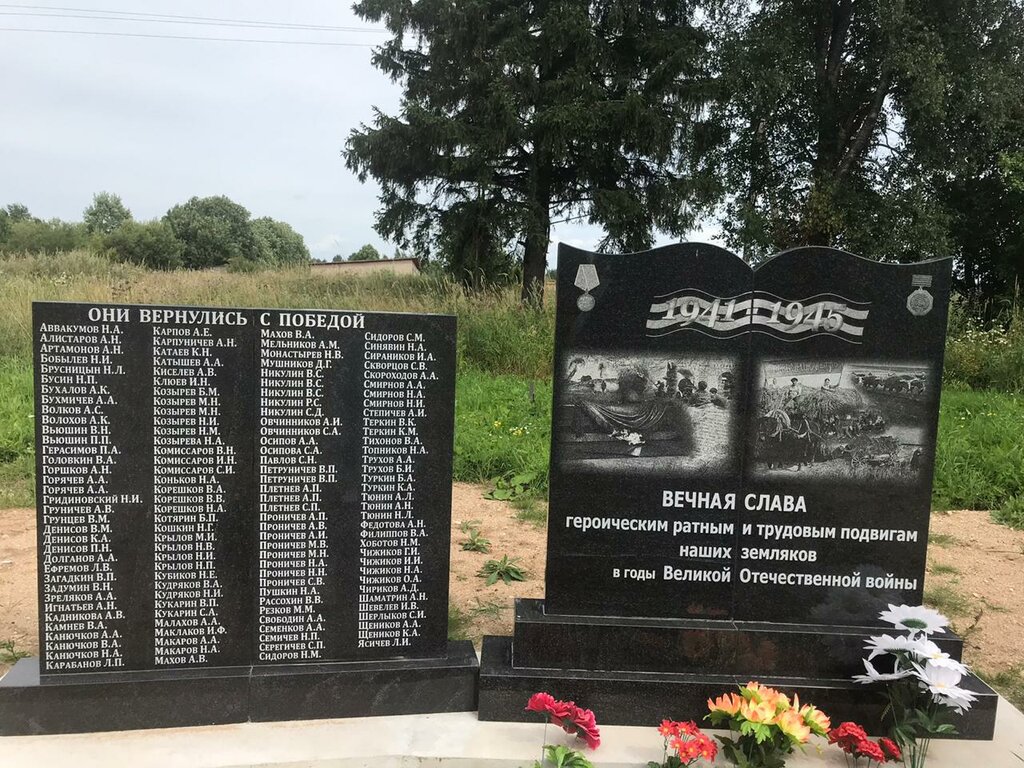 ОНИ ВЕРНУЛИСЬ С ПОБЕДОЙ
АВВАКУМОВ Н.А.
АЛИСТАРОВ А.Н.
АРТАМОНОВ А.Н.
БОБЫЛЕВ Н.И.
БРУСНИЦЫН Н.Л.
БУСИН Н.П.
БУХАЛОВ А.К.
БУХМИЧЕВ А.А.
ВОЛКОВ А.С.
ВОЛОХОВ А.К.
ВЬЮШИН В.Н.
ВЬЮШИН П.П.
ГЕРАСИМОВ П.А.
ГОЛОВКИН В.А.
ГОРШКОВ А.Н.
ГОРЯЧЕВ А.А.
ГОРЯЧЕВ А.А.
ГРИДИНОВСКИЙ Н.И.
ГРУНИЧЕВ А.В.
ГРУНЦЕВ В.М.
ДЕНИСОВ В.М.
ДЕНИСОВ К.А.
ДЕНИСОВ П.Н.
ДОЛГАНОВ А.А.
ЕФРЕМОВ Л.В.
ЗАГАДКИН В.П.
ЗАДУМИН В.Н.
ЗРЕЛЯКОВ А.А.
ИГНАТЬЕВ А.Н.
КАДНИКОВА А.В.
КАМНЕВ В.А.
КАНЮЧКОВ А.А.
КАНЮЧКОВ В.А.
КАНЮЧКОВ Н.А.
КАРАБАНОВ Л.П.
КАРПОВ А.Е.
КАРПУНИЧЕВ А.Н.
КАТАЕВ К.Н.
КАТЫШЕВ А.А.
КИСЕЛЕВ А.В.
КЛЮЕВ И.Н.
КОЗЫРЕВ Б.М.
КОЗЫРЕВ М.Н.
КОЗЫРЕВ М.Н.
КОЗЫРЕВ Н.М.
КОЗЫРЕВА Н.А.
КОМИССАРОВ В.Н.
КОМИССАРОВ И.Н.
КОМИССАРОВ С.И.
КОНЬКОВ Н.А.
КОРЕШКОВ В.А.
КОРЕШКОВ В.В.
КОРЕШКОВ Н.А.
КОТЯРИН Б.П.
КОШКИН Н.Г.
КРЫЛОВ М.И.
КРЫЛОВ Н.В.
КРЫЛОВ Н.И.
КРЫЛОВ Н.П.
КУБИКОВ Н.Е.
КУДРЯКОВ В.А.
КУДРЯКОВ Н.И.
КУКАРИН В.П.
КУКАРИН С.А.
МАЛАХОВ А.А.
МАКЛАКОВ И.Ф.
МАКАРОВ А.А.
МАКАРОВ Н.А.
МАХОВ А.В.
МАХОВ В.А.
МЕЛЬНИКОВ А.М.
МОНАСТЫРЕВ Н.В.
МУШНИКОВ Д.Г.
НИКУЛИН В.С.
НИКУЛИН В.С.
НИКУЛИН В.С.
НИКУЛИН Р.С.
НИКУЛИН С.Д.
ОВЧИННИКОВ А.И.
ОВЧИННИКОВ С.А.
ОСИПОВ А.А.
ОСИПОВА С.А.
ПАВЛОВ С.Н.
ПЕТРУНИЧЕВ В.П.
ПЕТРУНИЧЕВ В.П.
ПЛЕТНЕВ А.П.
ПЛЕТНЕВ А.П.
ПЛЕТНЕВ С.П.
ПРОНИЧЕВ А.П.
ПРОНИЧЕВ А.В.
ПРОНИЧЕВ А.И.
ПРОНИЧЕВ М.В.
ПРОНИЧЕВ М.Н.
ПРОНИЧЕВ Н.А.
ПРОНИЧЕВ Н.Н.
ПРОНИЧЕВ С.В.
ПУШКИН Н.А.
РАССОХИН В.В.
РЕЗКОВ М.М.
СВОБОДИН А.А.
СЕМЕНКОВ А.А.
СЕМИЧЕВ Н.П.
СЕРЕГИЧЕВ С.П.
СИДОРОВ Н.М.
СИДОРОВ С.М.
СИНЯВИН Н.А.
СИРАНИКОВ И.А.
СКВОРЦОВ С.В.
СКОРОХОДОВ А.А.
СМИРНОВ А.А.
СМИРНОВ Н.А.
СМИРНОВ Н.И.
СТЕПИЧЕВ А.И.
ТЕРКИН В.К.
ТЕРКИН К.М.
ТИХОНОВ В.А.
ТОПНИКОВ Н.А.
ТРУХОВ А.А.
ТРУХОВ Б.И.
ТУРКИН Б.А.
ТУРКИН К.А.
ТЮНИН А.Л.
ТЮНИН А.Н.
ТЮНИН Н.Л.
ФЕДОТОВА А.Н.
ФИЛИППОВ В.А.
ХОБОТОВ Н.М.
ЧИЖИКОВ Г.И.
ЧИЖИКОВ Н.А.
ЧИЖИКОВ Н.А.
ЧИЖИКОВ О.А.
ЧИРИКОВ А.Д.
ШАМАТРИН А.Н.
ШЕВЕЛЕВ И.В.
ШЕРЛЫКОВ С.И.
ЩЕНИКОВ А.А.
ЩЕНИКОВ К.А.
ЯСИЧЕВ Л.И.
1941-1945
ВЕЧНАЯ СЛАВА
героическим ратным и трудовым подвигам
наших земляков
в годы Великой Отечественной войны